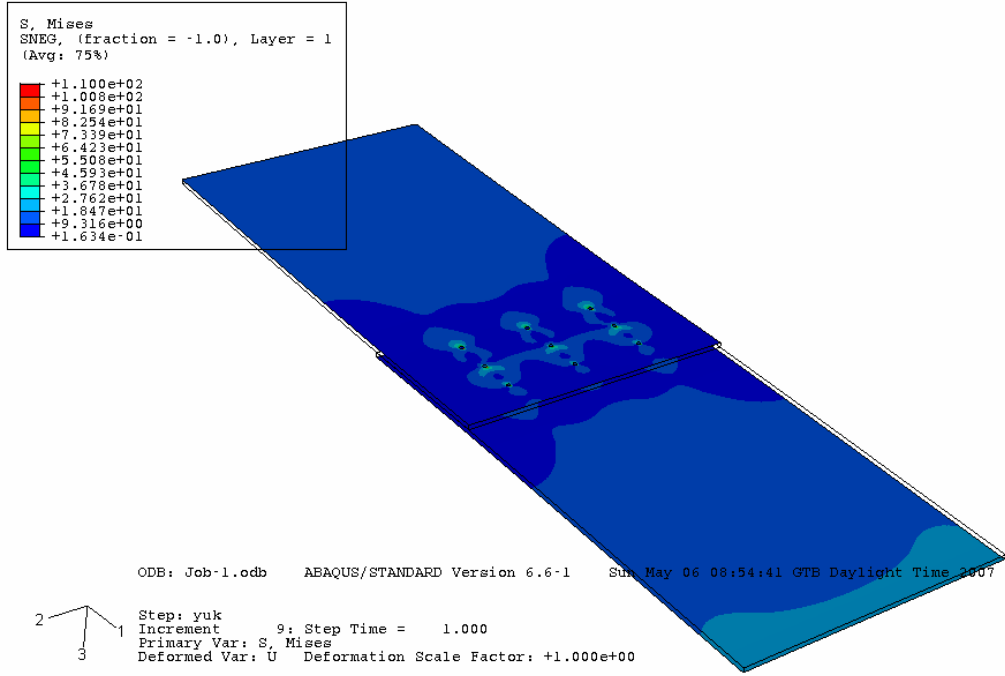 S, Mises
SNEG, (fraction = -1.0), Layer = 1
(Avg: 75%)
+1.100e+02
+1.008e+02
+9.169e+01
+8.254e+01
+7.339e+01
+6.423e+01
+5.508e+01
+4.593e+01
+3.678e+01
+2.762e+01
+1.847e+01
+9.316e+00
+1.634e-01
ODB: Job-1.odb ABAQUS/STANDARD Version 6.6-1 Sun May 06 08:54:41 GTB Daylight Time 2007
2
1
3
Step: yuk
Increment 9: Step Time = 1.000
Primary Var: S, Mises
Deformed Var: U Deformation Scale Factor: +1.000e+00